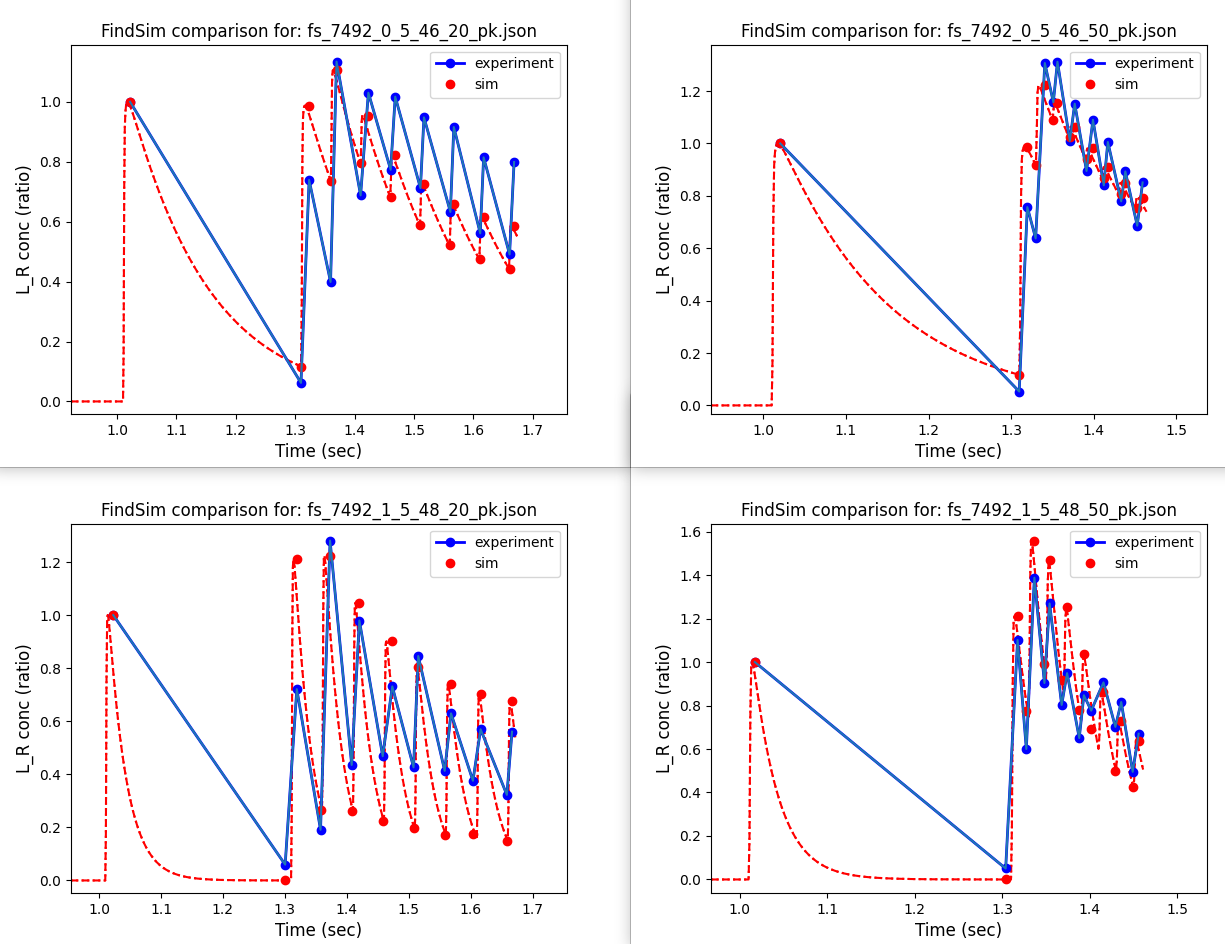 FindSim comparison for: fs_7492_0_5_46_20_pk.json
experiment
sim
L_R conc (ratio)
1.0
0.8
0.6
0.4
0.2
0.0
1.0 1.1 1.2 1.3 1.4 1.5 1.6 1.7
Time (sec)
FindSim comparison for: fs_7492_0_5_46_50_pk.json
experiment
sim
L_R conc (ratio)
1.2
1.0
0.8
0.6
0.4
0.2
0.0
1.0 1.1 1.2 1.3 1.4 1.5
Time (sec)
FindSim comparison for: fs_7492_1_5_48_20_pk.json
experiment
sim
L_R conc (ratio)
1.2
1.0
0.8
0.6
0.4
0.2
0.0
1.0 1.1 1.2 1.3 1.4 1.5 1.6 1.7
Time (sec)
FindSim comparison for: fs_7492_1_5_48_50_pk.json
experiment
sim
L_R conc (ratio)
1.6
1.4
1.2
1.0
0.8
0.6
0.4
0.2
0.0
1.0 1.1 1.2 1.3 1.4 1.5
Time (sec)